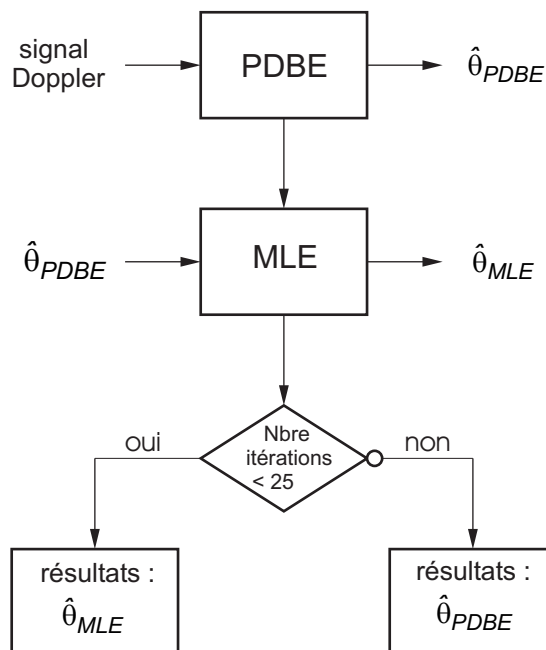 signal
Doppler
PDBE
θ̂PDBE
θ̂PDBE
MLE
θ̂MLE
oui
Nbre
itérations
< 25
non
résultats :
θ̂MLE
résultats :
θ̂PDBE